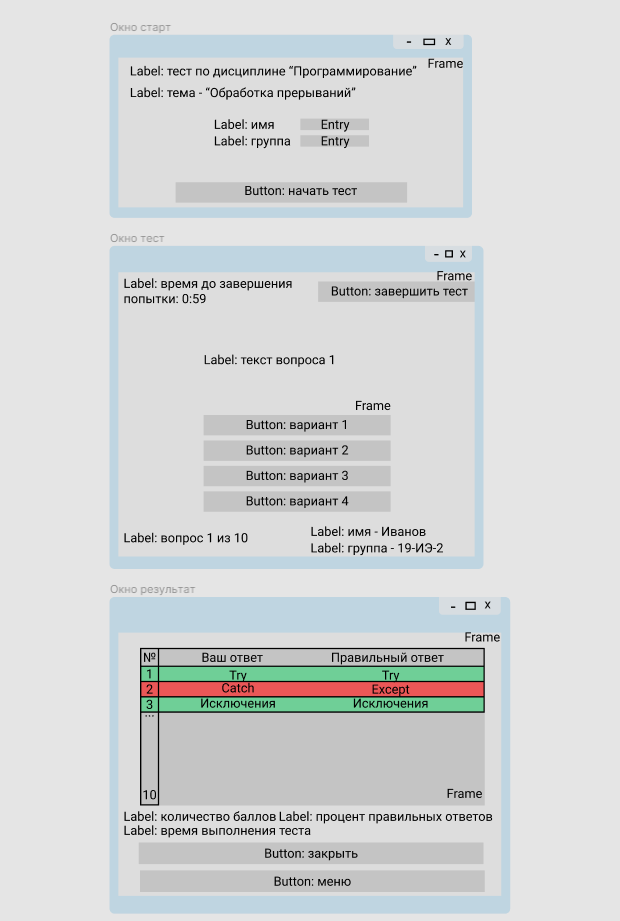 Окно старт
- x
Frame
Label: тест по дисциплине “Программирование”
Label: тема - “Обработка прерываний”
Label: имя Entry
Label: группа Entry
Button: начать тест
Окно тест
- x
Frame
Label: время до завершения
попытки: 0:59
Button: завершить тест
Label: текст вопроса 1
Frame
Button: вариант 1
Button: вариант 2
Button: вариант 3
Button: вариант 4
Label: вопрос 1 из 10
Label: имя - Иванов
Label: группа - 19-ИЭ-2
Окно результат
- x
Frame
№ Ваш ответ Правильный ответ
1 Try Try
2 Catch Except
3 Исключения Исключения
...
10
Frame
Label: количество баллов Label: процент правильных ответов
Label: время выполнения теста
Button: закрыть
Button: меню